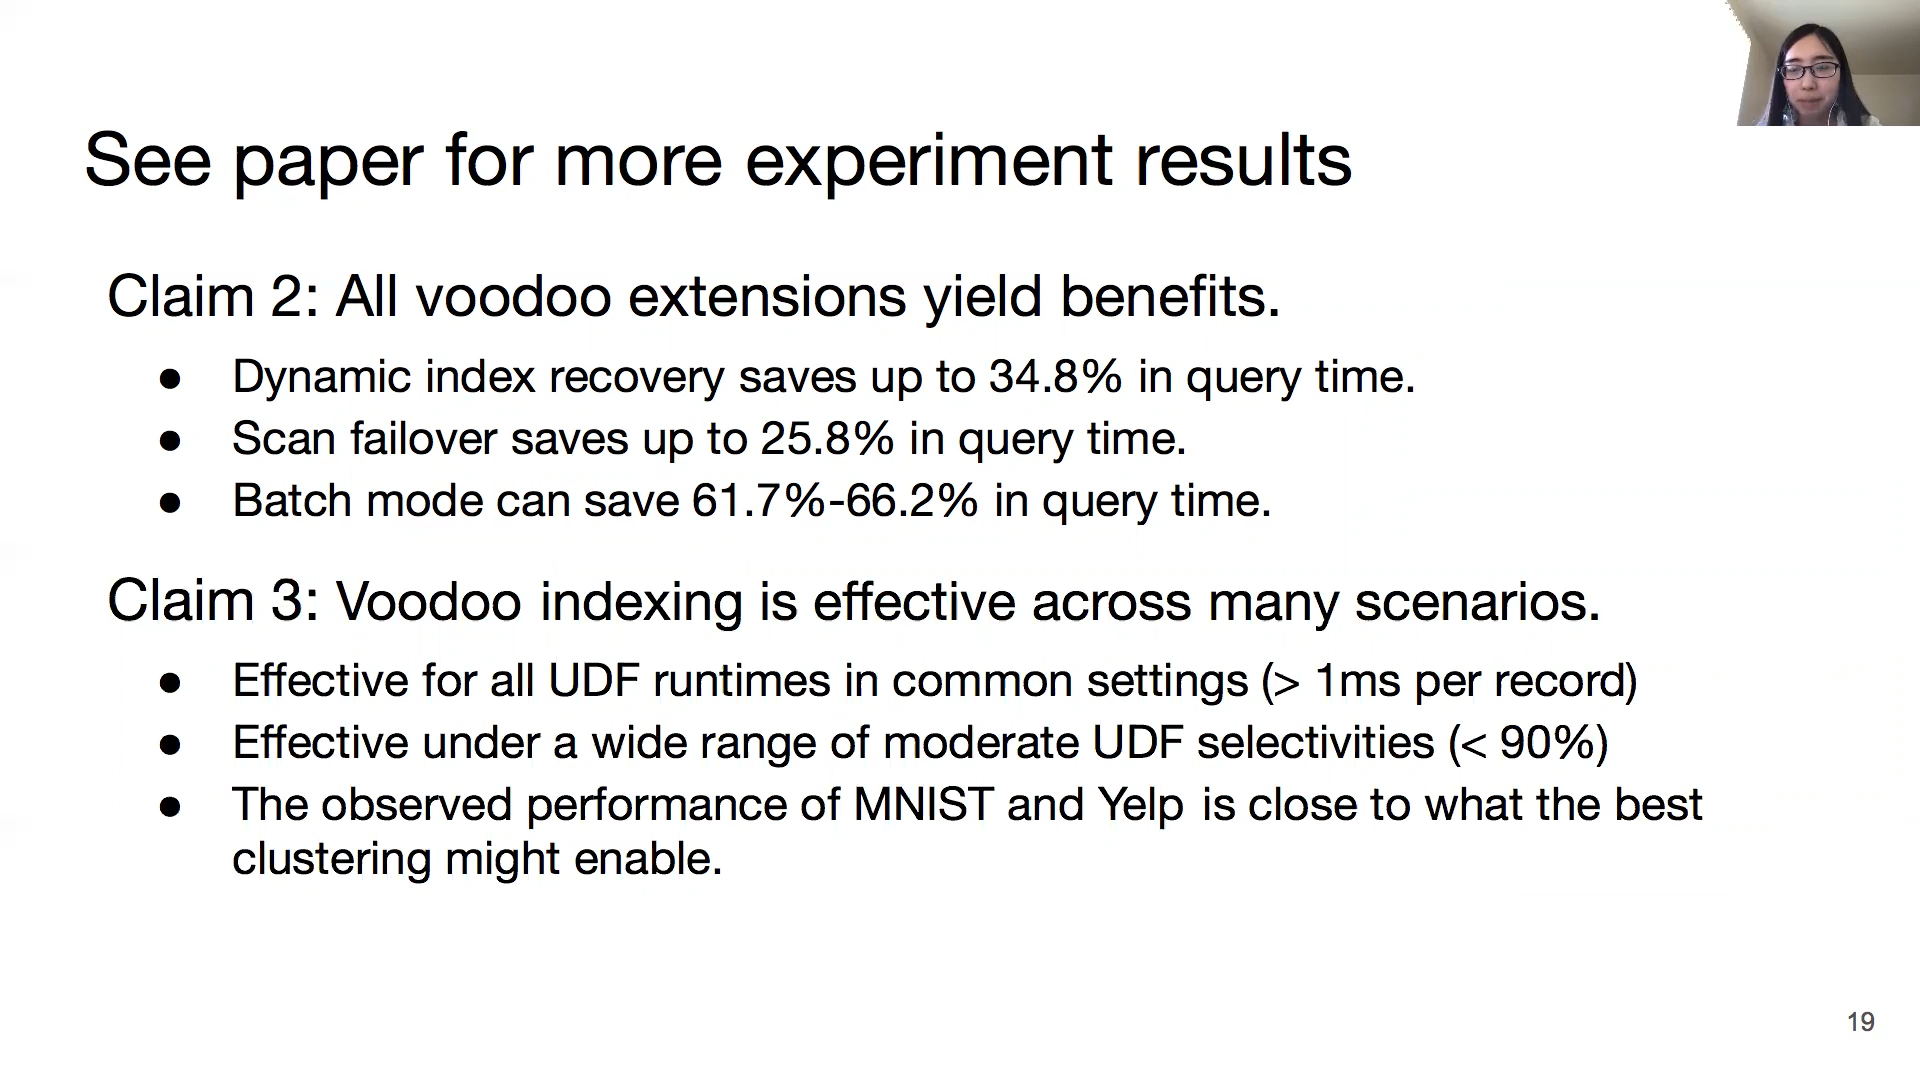 See paper for more experiment results
Claim 2: All voodoo extensions yield benefits.
● Dynamic index recovery saves up to 34.8% in query time.
● Scan failover saves up to 25.8% in query time.
● Batch mode can save 61.7%-66.2% in query time.
Claim 3: Voodoo indexing is effective across many scenarios.
● Effective for all UDF runtimes in common settings (> 1ms per record)
● Effective under a wide range of moderate UDF selectivities (< 90%)
● The observed performance of MNIST and Yelp is close to what the best
clustering might enable.
19